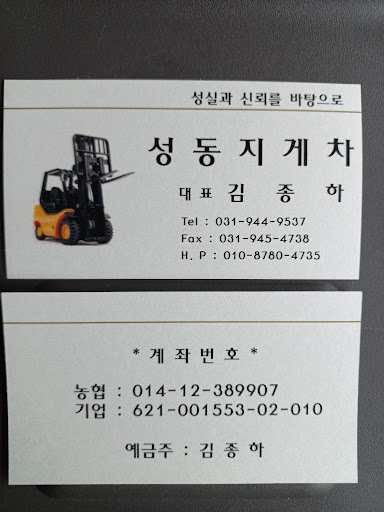 성실과 신뢰를 바탕으로
성동지게차
대표 김종하
Tel : 031-944-9537
Fax : 031-945-4738
H.P : 010-8780-4735
* 계좌번호 *
농협 : 014-12-389907
기업 : 621-001553-02-010
예금주 : 김종하